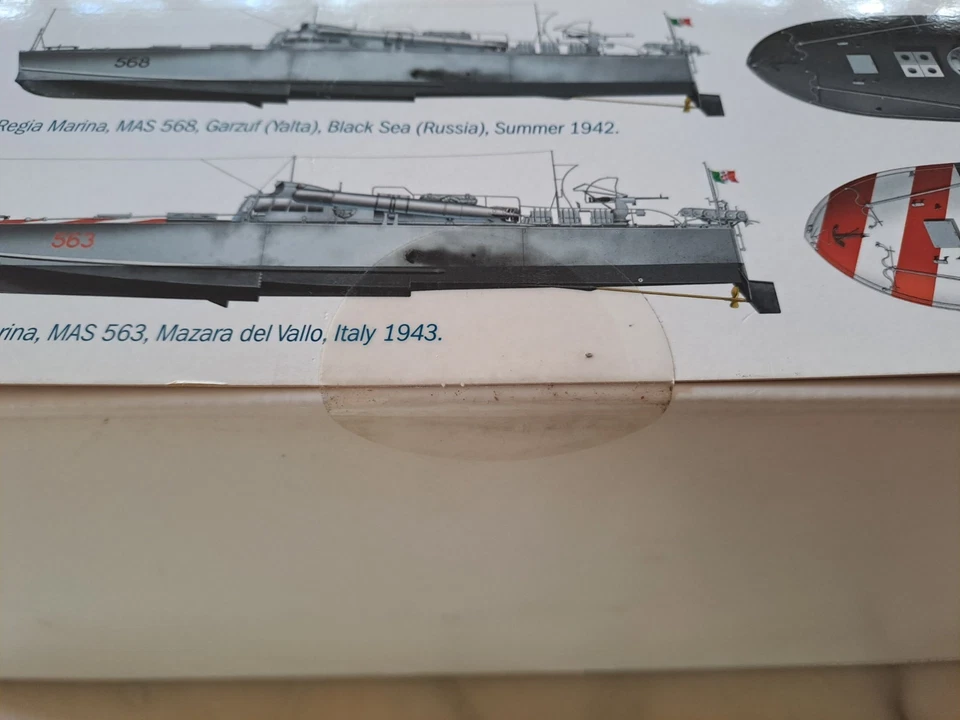 568
Regia Marina, MAS 568, Garzuf (Yalta), Black Sea (Russia), Summer 1942.
563
rina, MAS 563, Mazara del Vallo, Italy 1943.